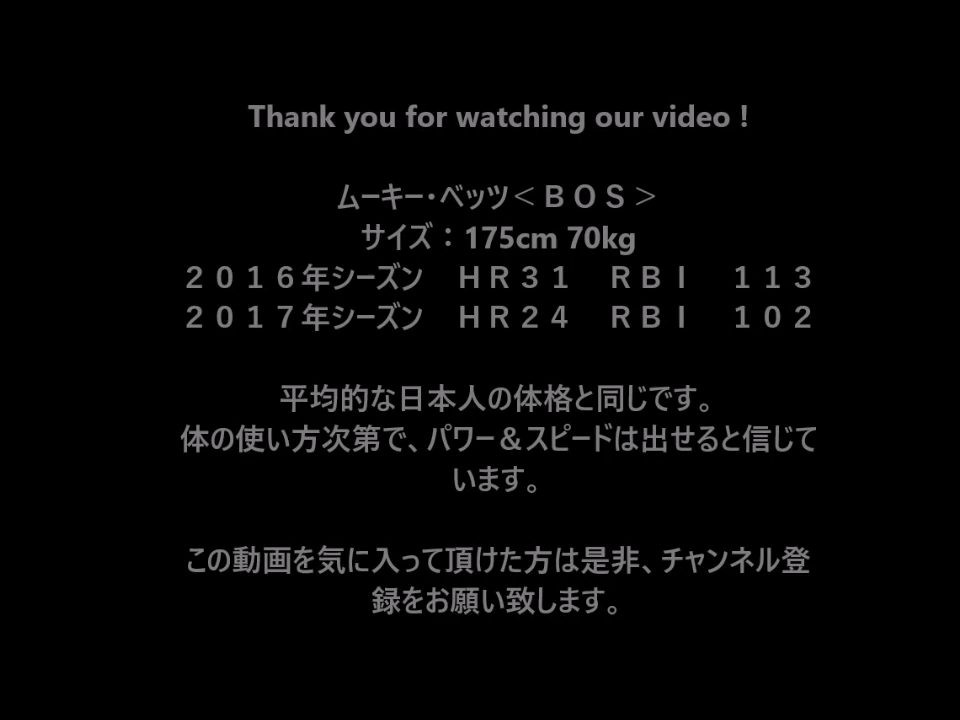 Thank you for watching our video !
ムーキー・ベッツ＜ＢＯＳ＞
サイズ：175cm 70kg
２０１６年シーズン　ＨＲ３１　ＲＢＩ　１１３
２０１７年シーズン　ＨＲ２４　ＲＢＩ　１０２
平均的な日本人の体格と同じです。
体の使い方次第で、パワー＆スピードは出せると信じて
います。
この動画を気に入って頂けた方は是非、チャンネル登
録をお願い致します。